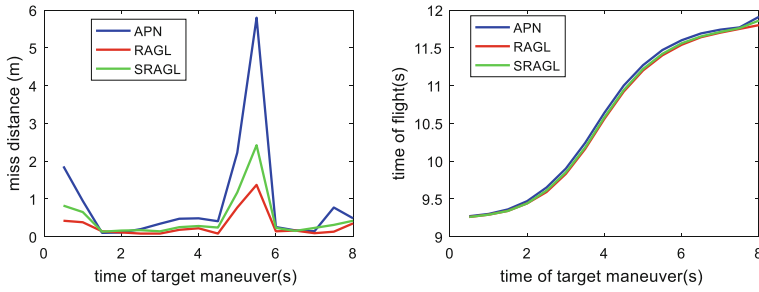 APN
RAGL
SRAGL
miss distance (m)
6
5
4
3
2
1
0
0 2 4 6 8
time of target maneuver(s)
APN
RAGL
SRAGL
time of flight(s)
12
11.5
11
10.5
10
9.5
9
0 2 4 6 8
time of target maneuver(s)